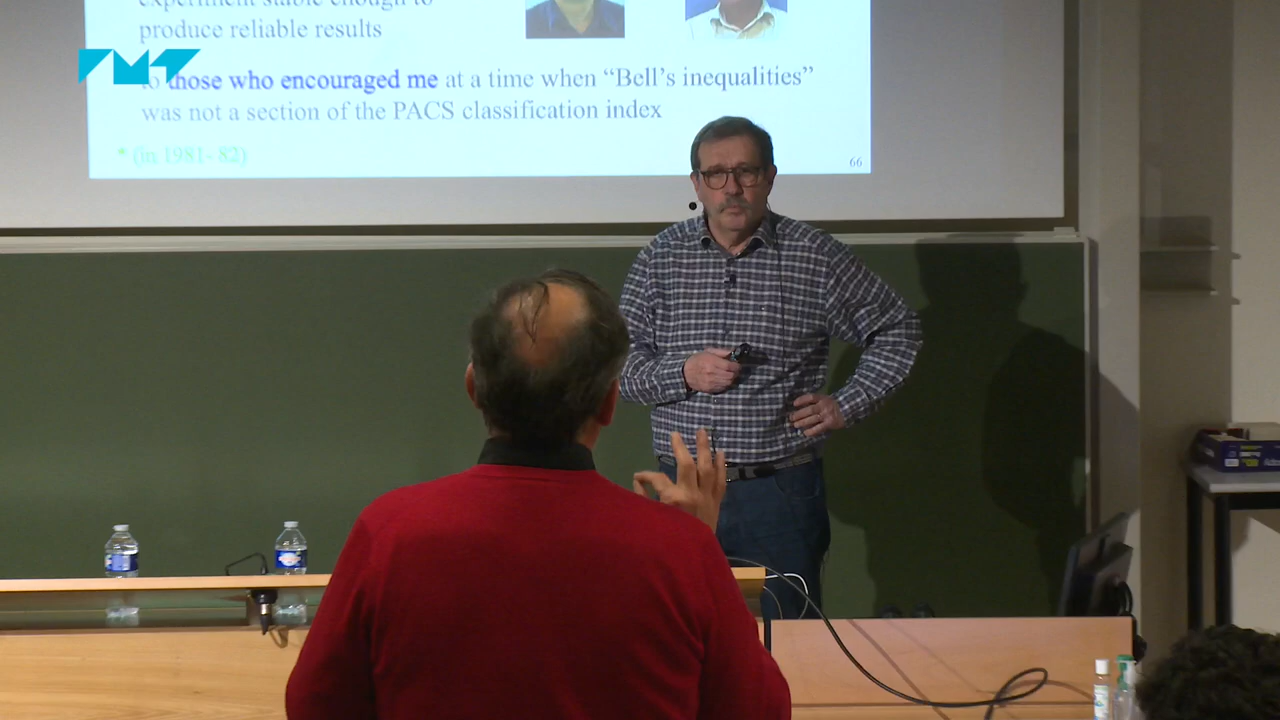 experiment stable enough to
produce reliable results
to those who encouraged me at a time when “Bell’s inequalities”
was not a section of the PACS classification index
* (in 1981- 82)
66